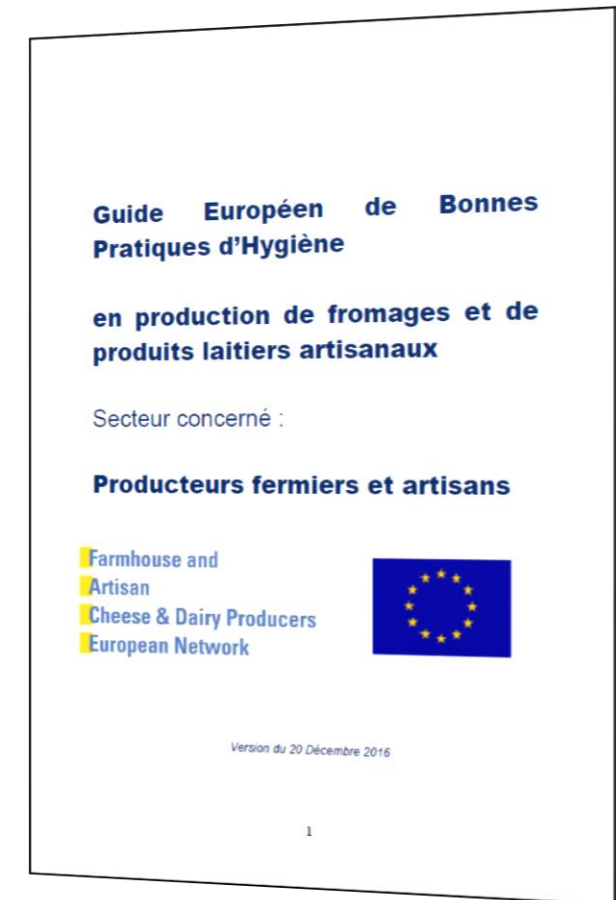 Guide Européen de Bonnes
Pratiques d'Hygiène
en production de fromages et de
produits laitiers artisanaux
Secteur concerné :
Producteurs fermiers et artisans
Farmhouse and
Artisan
Cheese & Dairy Producers
European Network
Version du 20 Décembre 2016
1